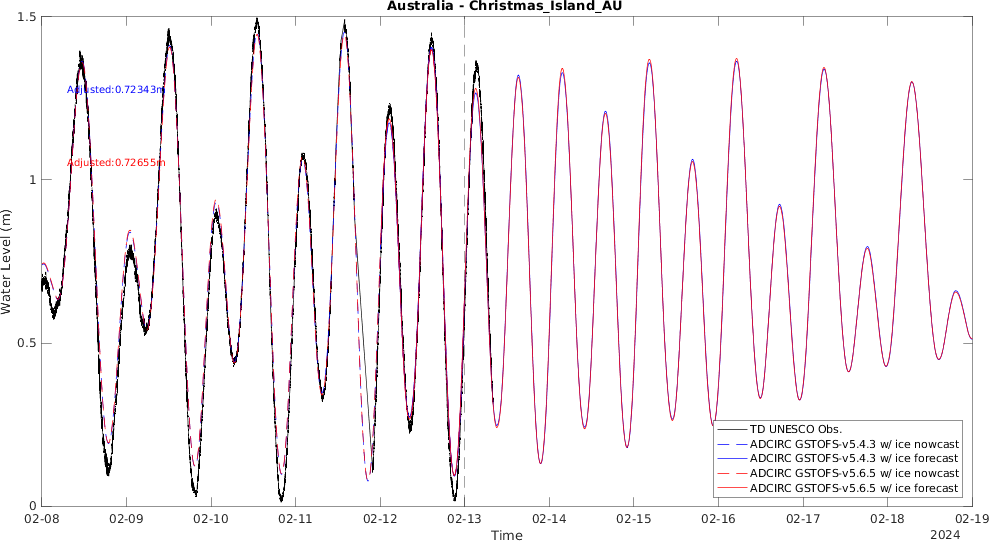 Australia - Christmas_Island_AU
1.5
1
0.5
0
Water Level (m)
Adjusted:0.72343m
Adjusted:0.72655m
TD UNESCO Obs.
ADCIRC GSTOFS-v5.4.3 w/ ice nowcast
ADCIRC GSTOFS-v5.4.3 w/ ice forecast
ADCIRC GSTOFS-v5.6.5 w/ ice nowcast
ADCIRC GSTOFS-v5.6.5 w/ ice forecast
02-08 02-09 02-10 02-11 02-12 02-13 02-14 02-15 02-16 02-17 02-18 02-19
Time
2024